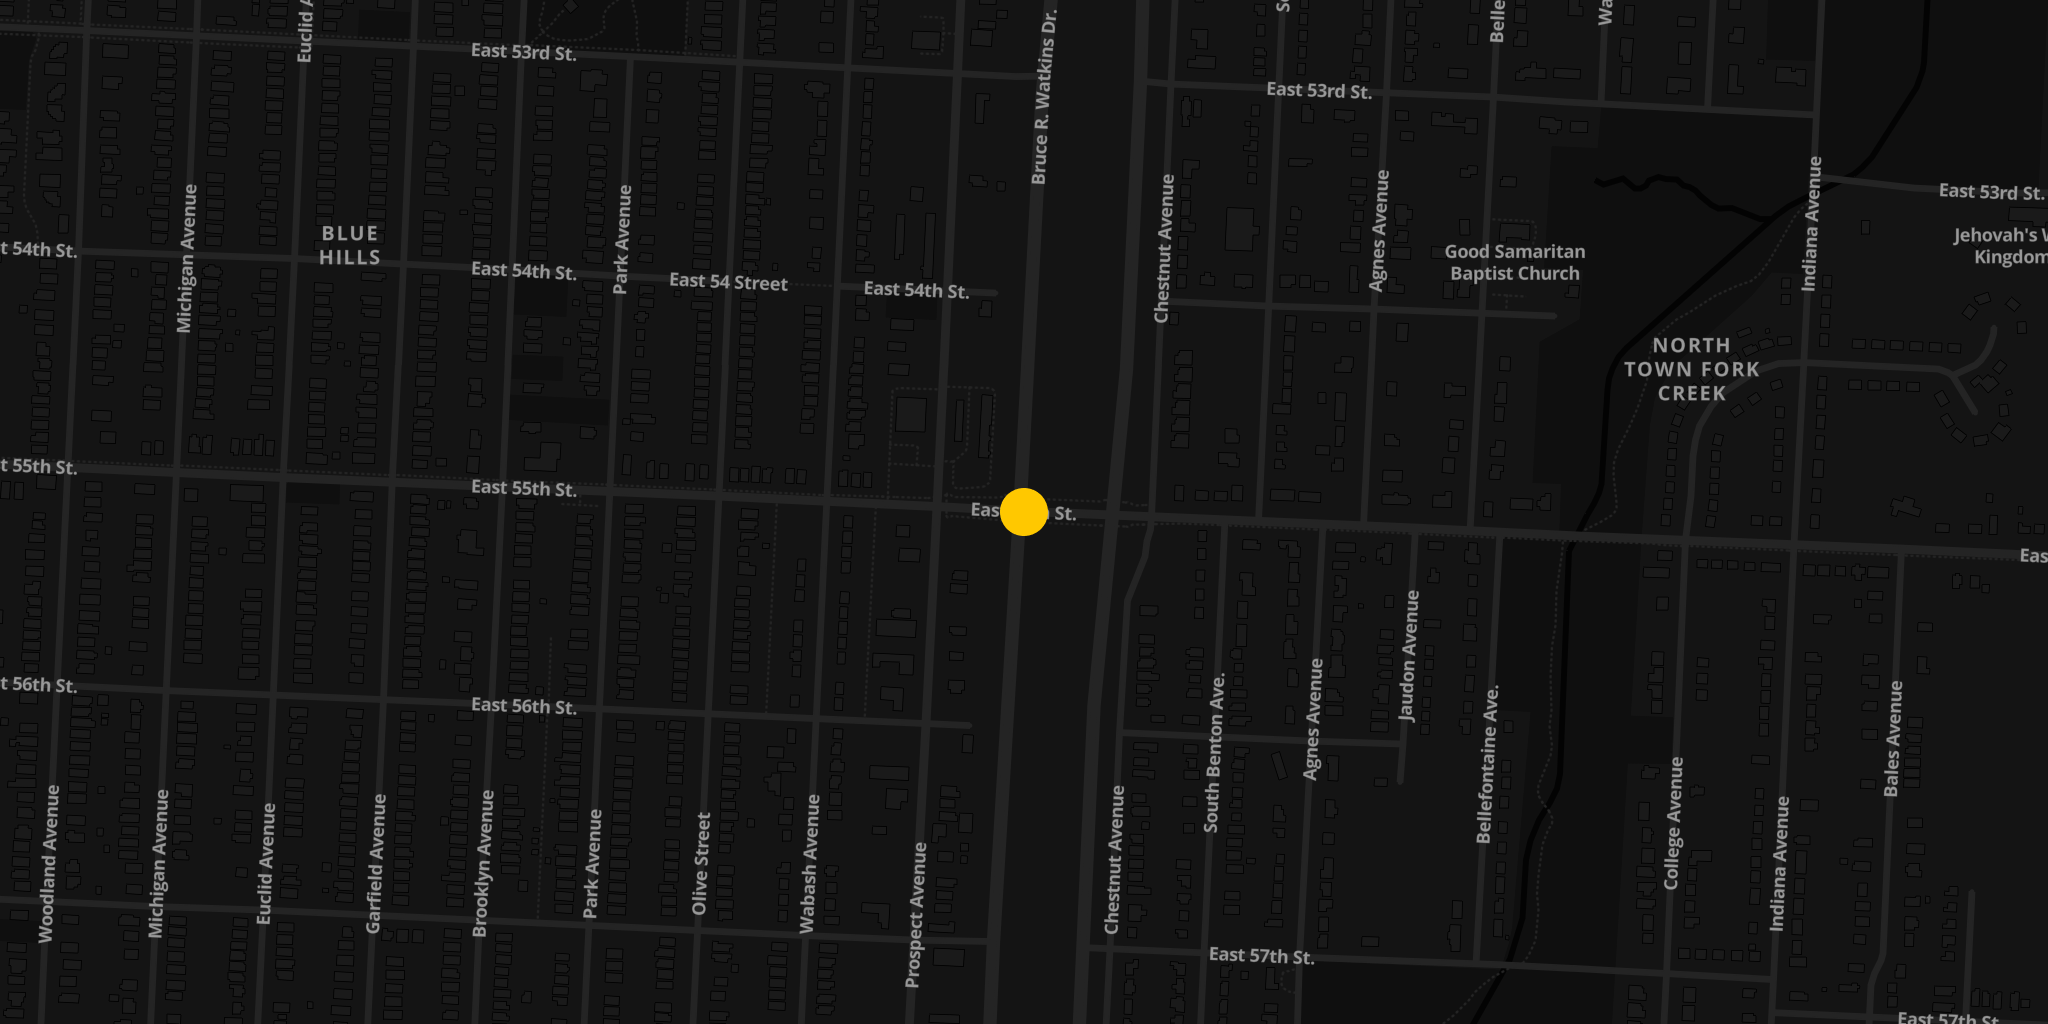 Euclid A
East 53rd St.
Bruce R. Watkins Dr.
East 53rd St.
Belle
Wa
East 53rd St.
Michigan Avenue
BLUE
HILLS
Park Avenue
Chestnut Avenue
Agnes Avenue
Indiana Avenue
Good Samaritan
Baptist Church
Jehovah's W
Kingdom
t 54th St.
East 54th St.
East 54 Street
East 54th St.
NORTH
TOWN FORK
CREEK
t 55th St.
East 55th St.
Eas
St.
Eas
t 56th St.
East 56th St.
Jaudon Avenue
South Benton Ave.
Agnes Avenue
Bellefontaine Ave.
Bales Avenue
Woodland Avenue
Michigan Avenue
Euclid Avenue
Garfield Avenue
Brooklyn Avenue
Park Avenue
Olive Street
Wabash Avenue
Prospect Avenue
Chestnut Avenue
College Avenue
Indiana Avenue
East 57th St.
East 57th St.